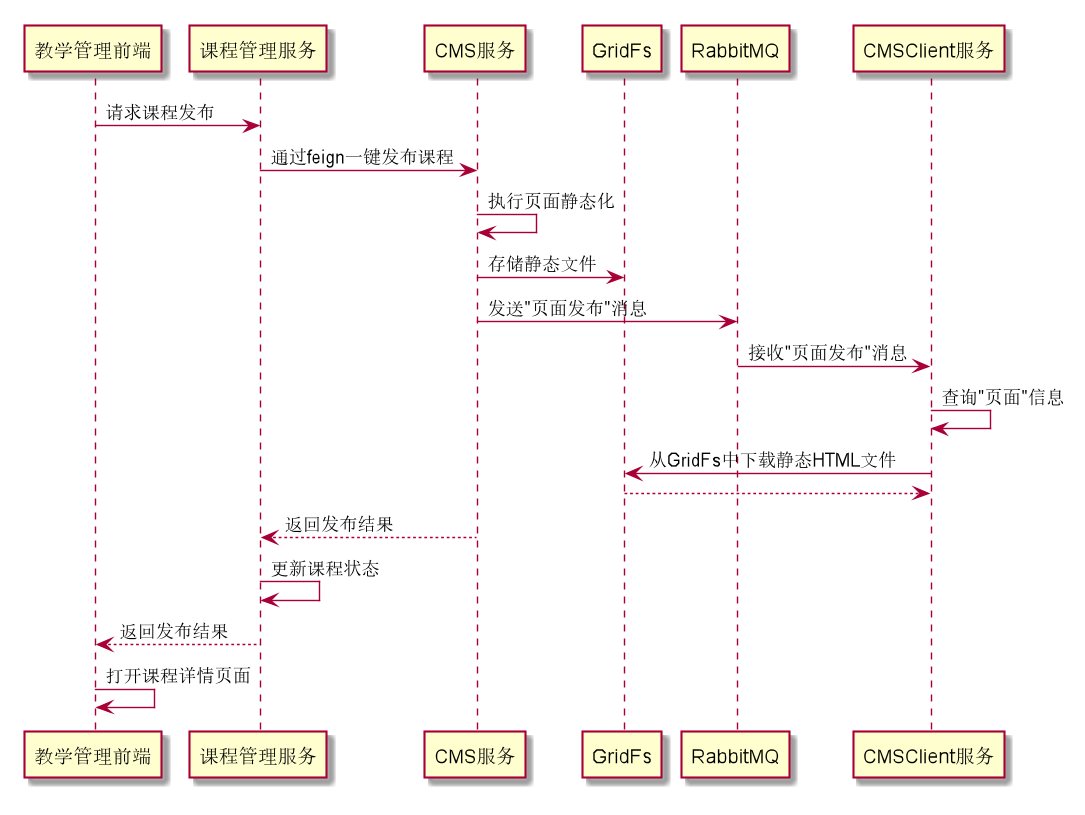 教学管理前端
课程管理服务
CMS服务
GridFs
RabbitMQ
CMSClient服务
请求课程发布
通过feign一键发布课程
执行页面静态化
存储静态文件
发送"页面发布"消息
接收"页面发布"消息
查询"页面"信息
从GridFs中下载静态HTML文件
返回发布结果
更新课程状态
返回发布结果
打开课程详情页面
教学管理前端
课程管理服务
CMS服务
GridFs
RabbitMQ
CMSClient服务